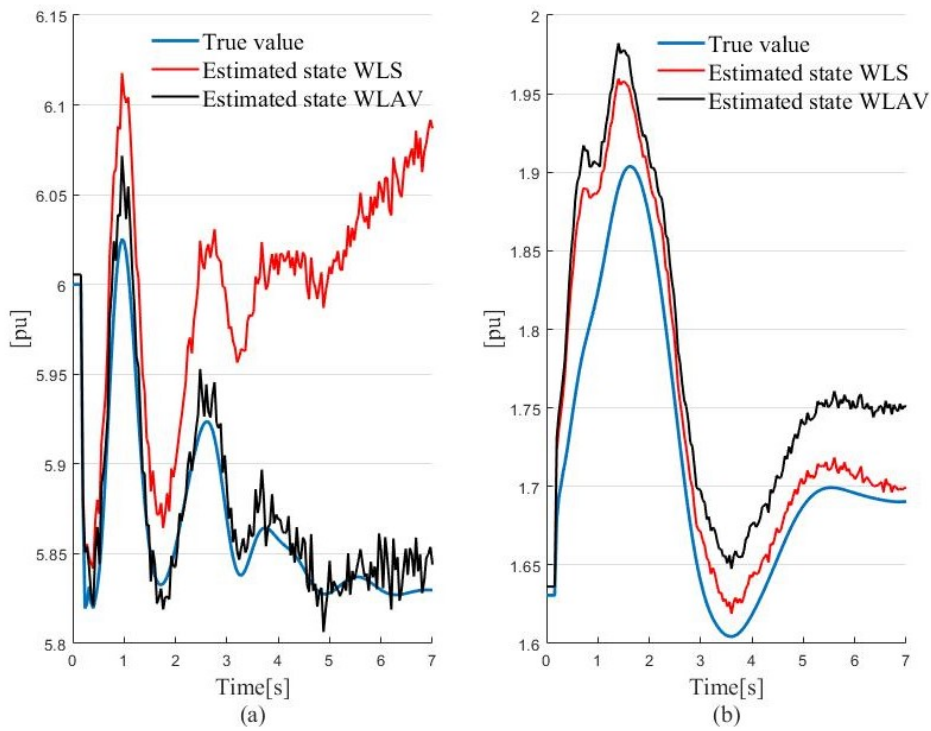 6.15
True value
Estimated state WLS
Estimated state WLAV
6.1
6.05
6
5.95
5.9
5.85
5.8
[pu]
0 1 2 3 4 5 6 7
Time[s]
(a)
2
True value
Estimated state WLS
Estimated state WLAV
1.95
1.9
1.85
1.8
1.75
1.7
1.65
1.6
[pu]
0 1 2 3 4 5 6 7
Time[s]
(b)